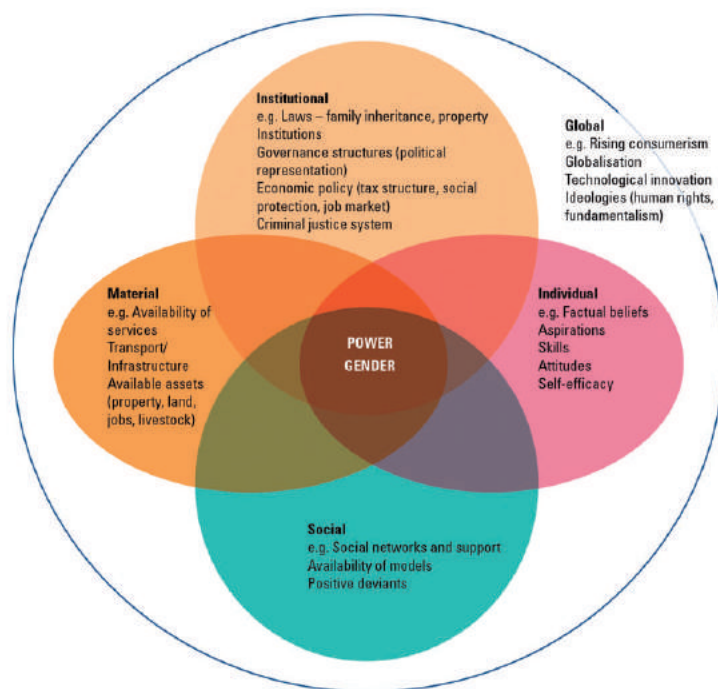 Institutional
e.g. Laws – family inheritance, property
Institutions
Governance structures (political
representation)
Economic policy (tax structure, social
protection, job market)
Criminal justice system
Global
e.g. Rising consumerism
Globalisation
Technological innovation
Ideologies (human rights,
fundamentalism)
Material
e.g. Availability of
services
Transport/
Infrastructure
Available assets
(property, land,
jobs, livestock)
POWER
GENDER
Individual
e.g. Factual beliefs
Aspirations
Skills
Attitudes
Self-efficacy
Social
e.g. Social networks and support
Availability of models
Positive deviants